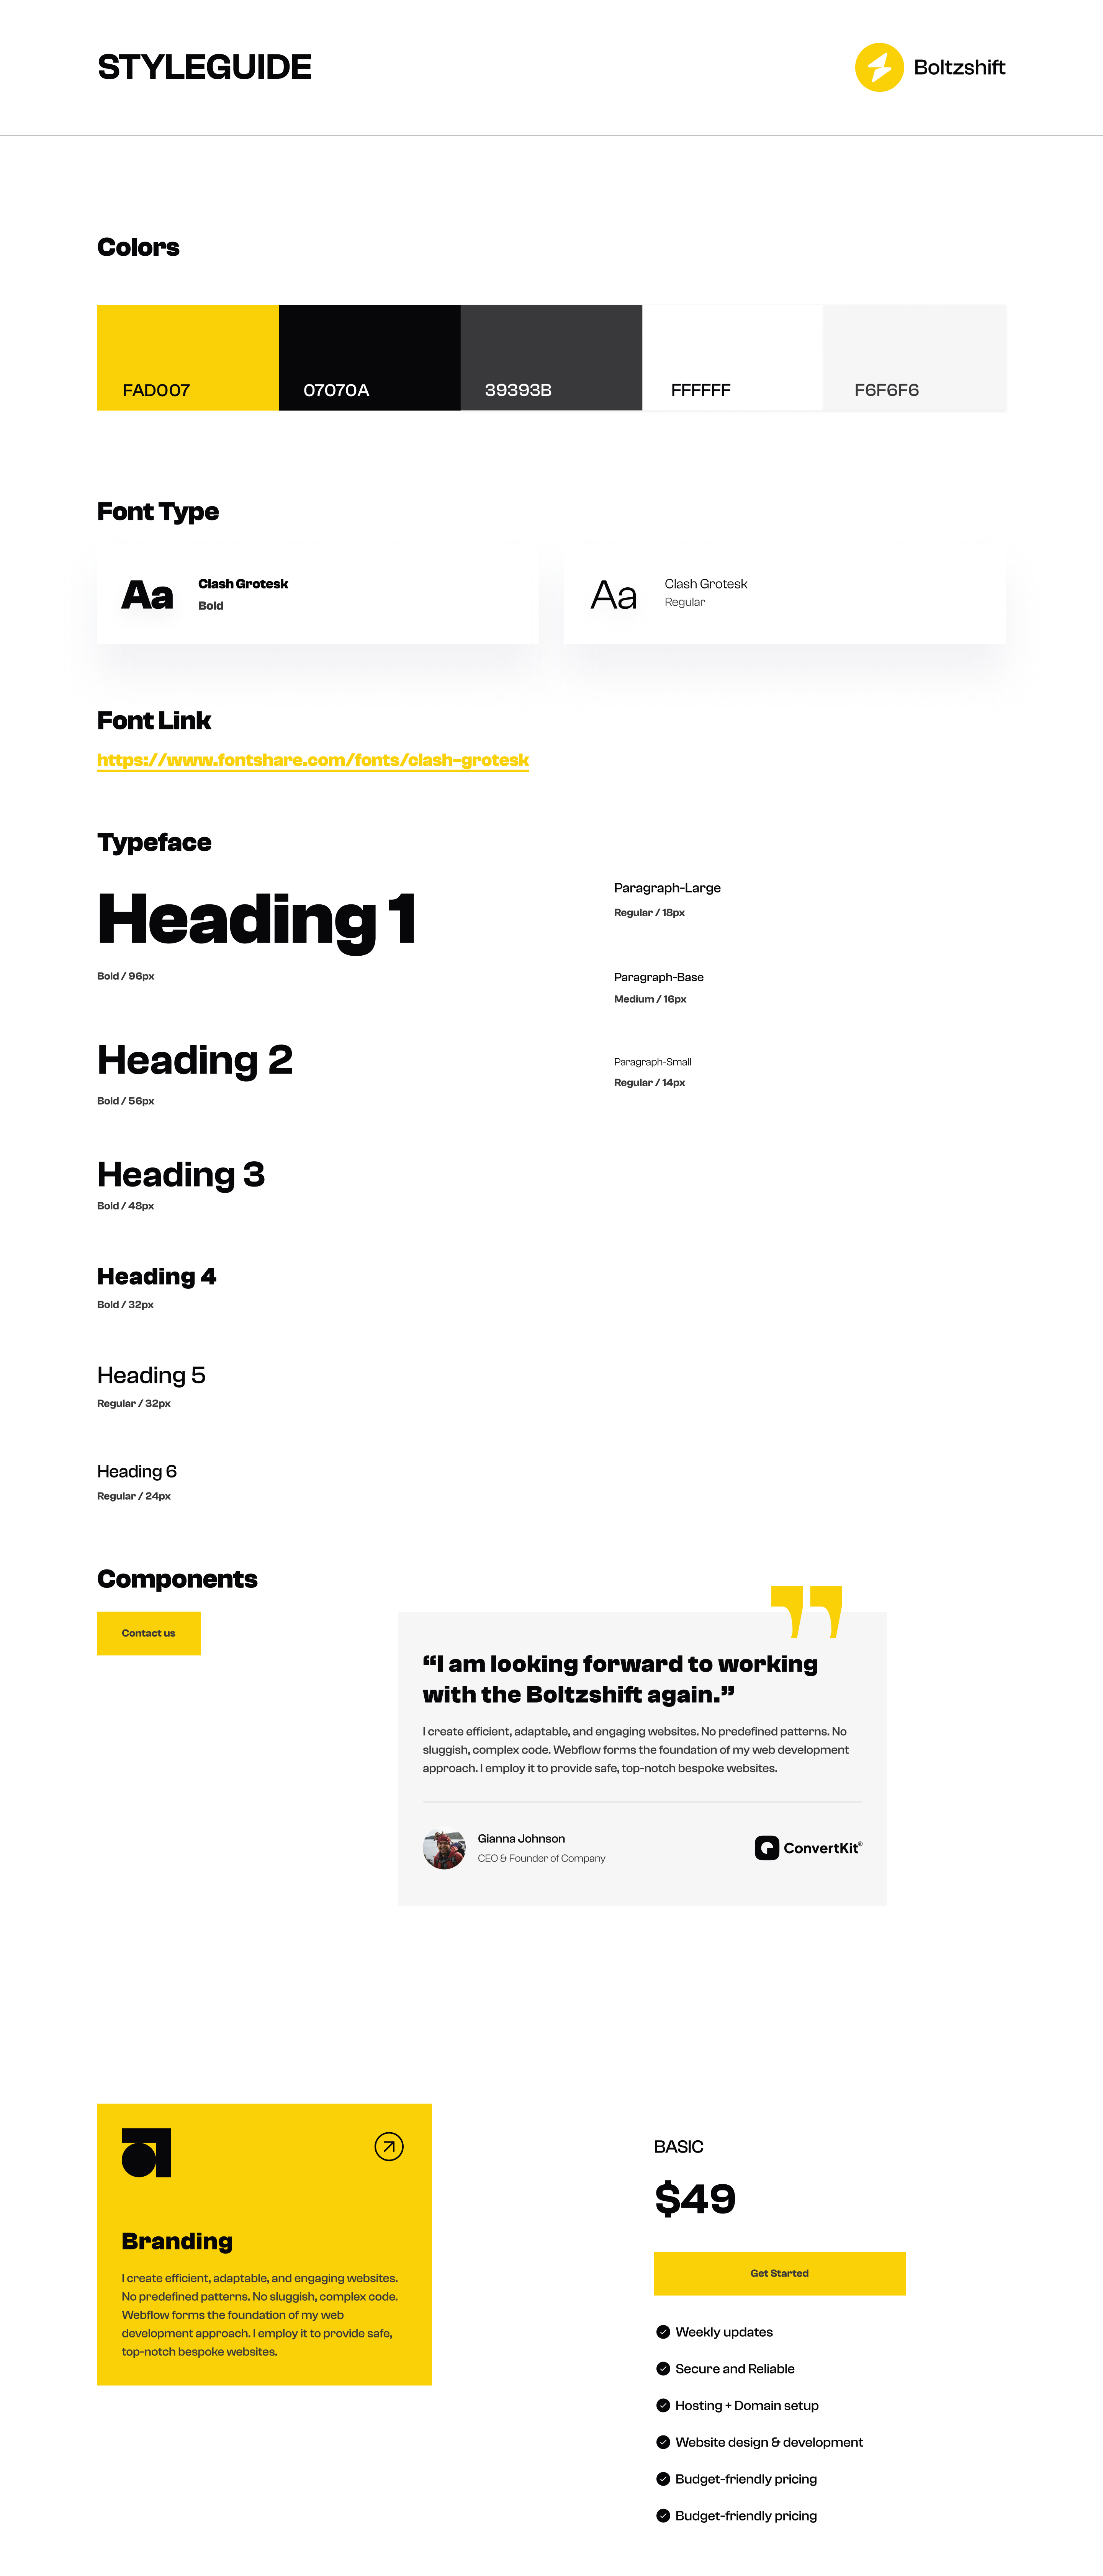 STYLEGUIDE
Boltzshift
Colors
FAD007
07070A
39393B
FFFFFF
F6F6F6
Font Type
Aa
Clash Grotesk
Bold
Aa
Clash Grotesk
Regular
Font Link
https://www.fontshare.com/fonts/clash-grotesk
Typeface
Heading 1
Bold / 96px
Heading 2
Bold / 56px
Heading 3
Bold / 48px
Heading 4
Bold / 32px
Heading 5
Regular / 32px
Heading 6
Regular / 24px
Paragraph-Large
Regular / 18px
Paragraph-Base
Medium / 16px
Paragraph-Small
Regular / 14px
Components
Contact us
“I am looking forward to working
with the Boltzshift again.”
I create efficient, adaptable, and engaging websites. No predefined patterns. No
sluggish, complex code. Webflow forms the foundation of my web development
approach. I employ it to provide safe, top-notch bespoke websites.
Gianna Johnson
CEO & Founder of Company
ConvertKit®
Branding
I create efficient, adaptable, and engaging websites.
No predefined patterns. No sluggish, complex code.
Webflow forms the foundation of my web
development approach. I employ it to provide safe,
top-notch bespoke websites.
BASIC
$49
Get Started
Weekly updates
Secure and Reliable
Hosting + Domain setup
Website design & development
Budget-friendly pricing
Budget-friendly pricing